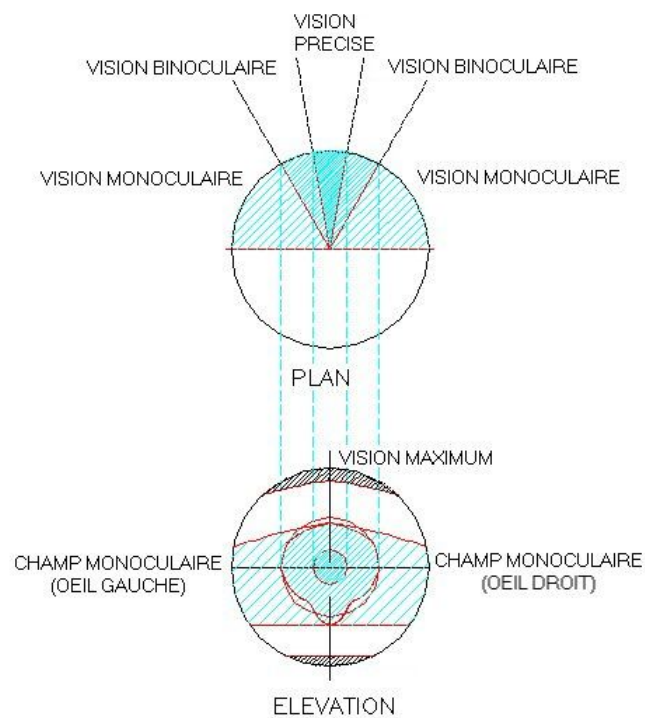 VISION
PRECISE
VISION BINOCULAIRE
VISION BINOCULAIRE
VISION MONOCULAIRE
VISION MONOCULAIRE
PLAN
VISION MAXIMUM
CHAMP MONOCULAIRE
(OEIL GAUCHE)
CHAMP MONOCULAIRE
(OEIL DROIT)
ELEVATION